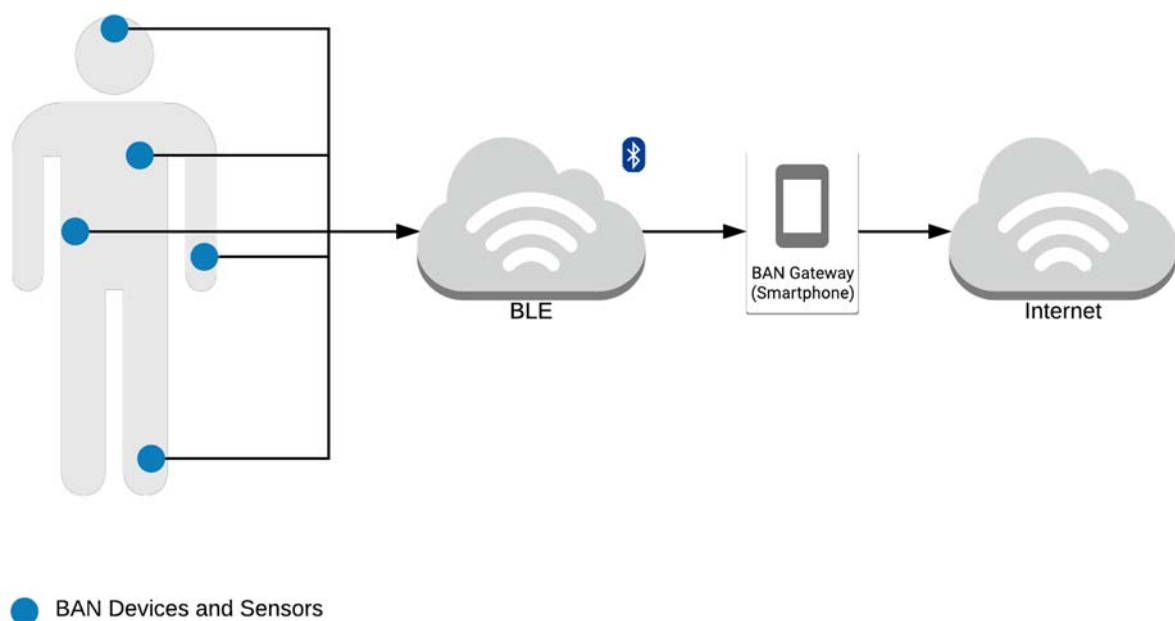 BLE
BAN Gateway
(Smartphone)
Internet
BAN Devices and Sensors